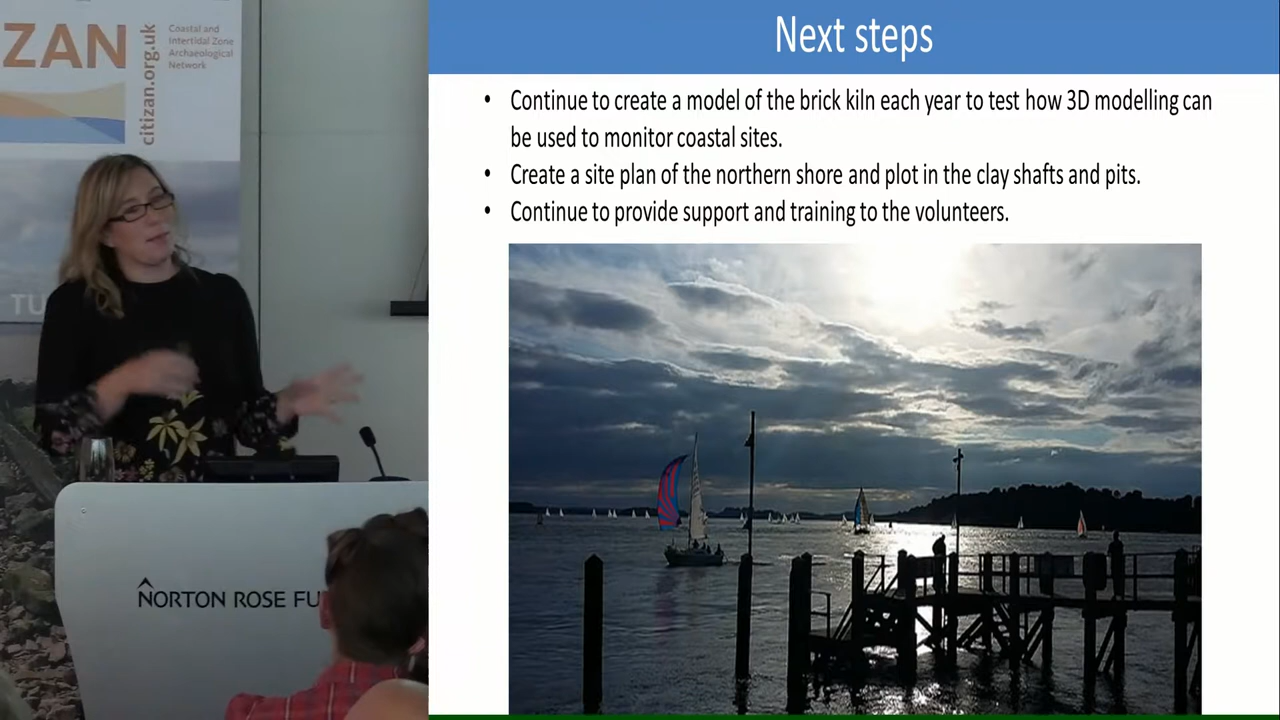 ZAN
citizan.org.uk
Coastal and
Intertidal Zone
Archaeological
Network
TU
NORTON ROSE FU
Next steps
• Continue to create a model of the brick kiln each year to test how 3D modelling can
be used to monitor coastal sites.
• Create a site plan of the northern shore and plot in the clay shafts and pits.
• Continue to provide support and training to the volunteers.